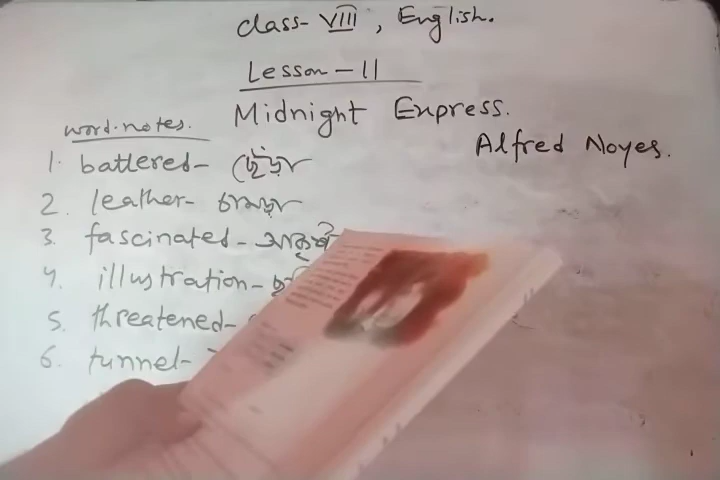 class- VIII, English.
Lesson - 11
Midnight Express.
Alfred Noyes.
word-notes.
1. battered- ছেঁড়া
2. leather- চামড়া
3. fascinated-
4. illustration-
5. threatened-
6. tunnel-